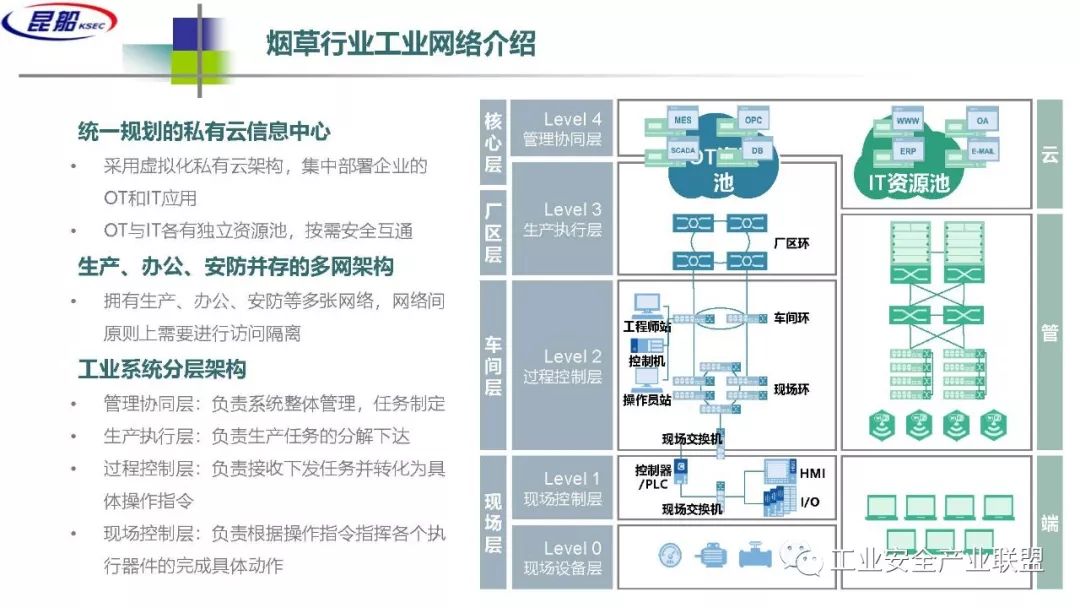 昆船 KSEC
烟草行业工业网络介绍
统一规划的私有云信息中心
• 采用虚拟化私有云架构，集中部署企业的
OT和IT应用
• OT与IT各有独立资源池，按需安全互通
生产、办公、安防并存的多网架构
• 拥有生产、办公、安防等多张网络，网络间
原则上需要进行访问隔离
工业系统分层架构
• 管理协同层：负责系统整体管理，任务制定
• 生产执行层：负责生产任务的分解下达
• 过程控制层：负责接收下发任务并转化为具
体操作指令
• 现场控制层：负责根据操作指令指挥各个执
行器件的完成具体动作
核心层
Level 4
管理协同层
厂区层
Level 3
生产执行层
车间层
Level 2
过程控制层
现场层
Level 1
现场控制层
Level 0
现场设备层
MES
OPC
SCADA
DB
OT
池
厂区环
工程师站
车间环
控制机
操作员站
现场环
现场交换机
控制器
/PLC
HMI
I/O
现场交换机
WWW
OA
ERP
E-MAIL
IT资源池
云
管
端
工业安全产业联盟